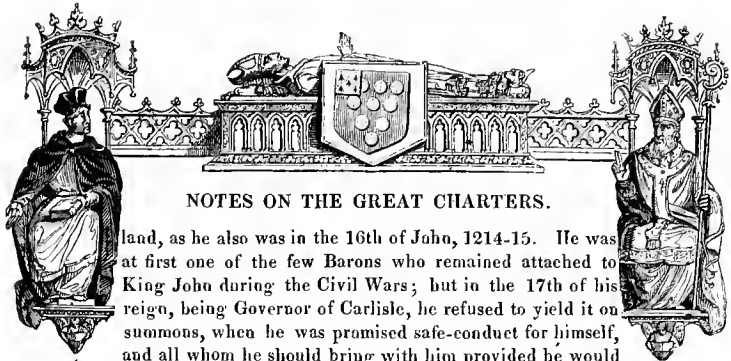 NOTES ON THE GREAT CHARTERS.
land, as he also was in the 16th of John, 1214-15. He was
at first one of the few Barons who remained attached to
King John during the Civil Wars; but in the 17th of his
reign, being Governor of Carlisle, he refused to yield it on
summons, when he was promised safe-conduct for himself,
and all whom he should bring with him provided he would